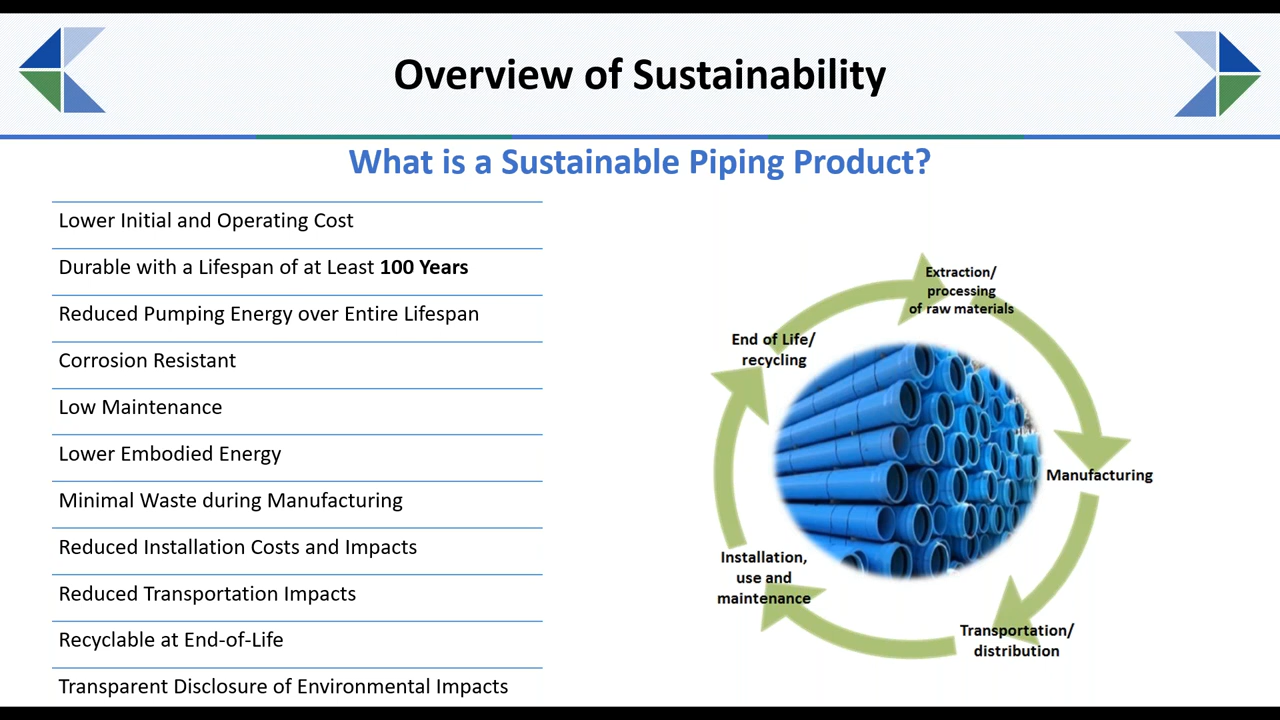 Overview of Sustainability
What is a Sustainable Piping Product?
Lower Initial and Operating Cost
Durable with a Lifespan of at Least 100 Years
Reduced Pumping Energy over Entire Lifespan
Corrosion Resistant
Low Maintenance
Lower Embodied Energy
Minimal Waste during Manufacturing
Reduced Installation Costs and Impacts
Reduced Transportation Impacts
Recyclable at End-of-Life
Transparent Disclosure of Environmental Impacts
Extraction/
processing
of raw materials
Manufacturing
Transportation/
distribution
Installation,
use and
maintenance
End of Life/
recycling